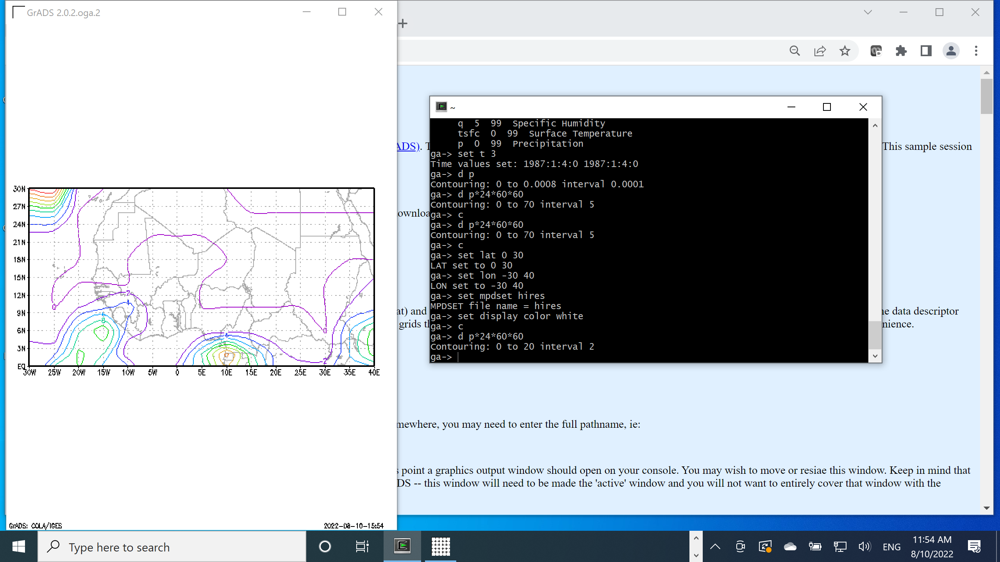 GrADS 2.0.2.oga.2
30N
27N
24N
21N
18N
15N
12N
9N
6N
3N
EQ
30W 25W 20W 15W 10W 5W 0 5E 10E 15E 20E 25E 30E 35E 40E
GrADS: COLA/IGES
2022-08-10-15:54
ADS). T
This sample session
ownloa
at) and
e data descriptor
grids th
nience.
mewhere, you may need to enter the full pathname, ie:
s point a graphics output window should open on your console. You may wish to move or resiae this window. Keep in mind that
DS -- this window will need to be made the 'active' window and you will not want to entirely cover that window with the
~
q 5 99 Specific Humidity
tsfc 0 99 Surface Temperature
p 0 99 Precipitation
ga-> set t 3
Time values set: 1987:1:4:0 1987:1:4:0
ga-> d p
Contouring: 0 to 0.0008 interval 0.0001
ga-> d p*24*60*60
Contouring: 0 to 70 interval 5
ga-> c
ga-> d p*24*60*60
Contouring: 0 to 70 interval 5
ga-> c
ga-> set lat 0 30
LAT set to 0 30
ga-> set lon -30 40
LON set to -30 40
ga-> set mpdset hires
MPDSET file name = hires
ga-> set display color white
ga-> c
ga-> d p*24*60*60
Contouring: 0 to 20 interval 2
ga->
Type here to search
ENG
11:54 AM
8/10/2022